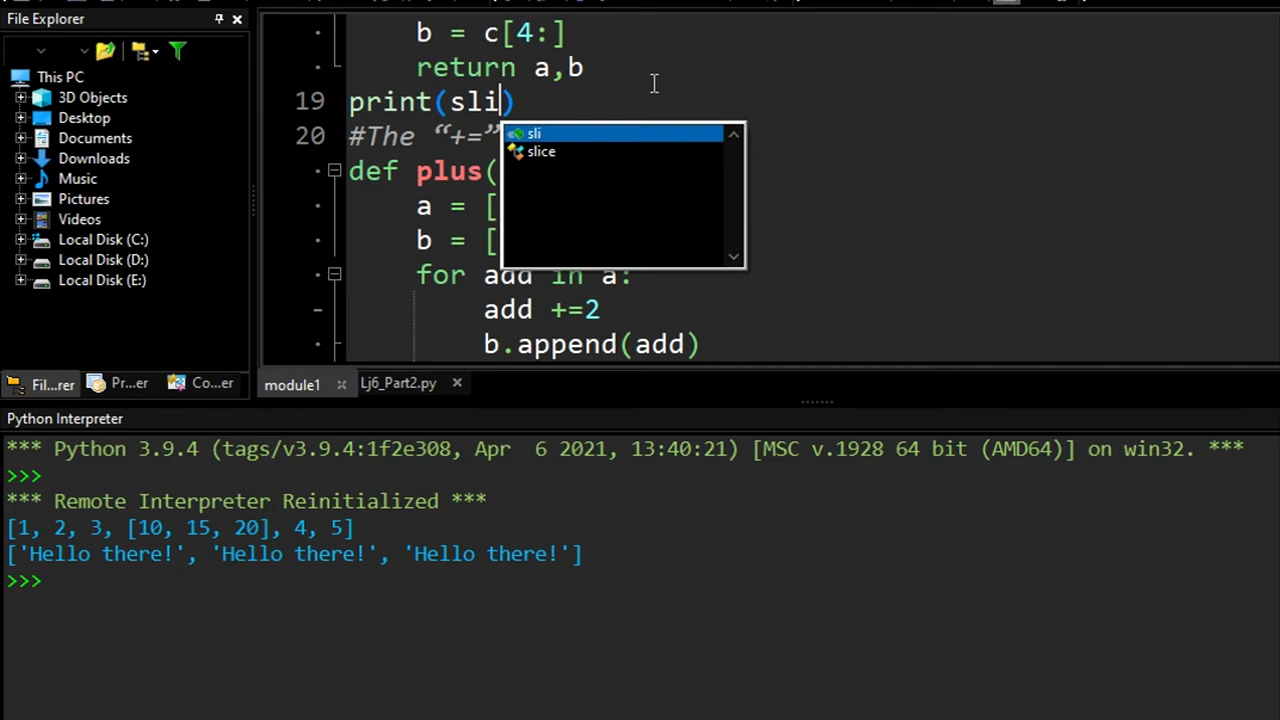 File Explorer
This PC
3D Objects
Desktop
Documents
Downloads
Music
Pictures
Videos
Local Disk (C:)
Local Disk (D:)
Local Disk (E:)
Fil...rer
Pr...er
Co...er
b = c[4:]
return a,b
19 print(sli)
20 #The “+=”
sli
slice
def plus(
a = [
b = [
for add in a:
add +=2
b.append(add)
module1
Lj6_Part2.py
Python Interpreter
*** Python 3.9.4 (tags/v3.9.4:1f2e308, Apr  6 2021, 13:40:21) [MSC v.1928 64 bit (AMD64)] on win32. ***
>>>
*** Remote Interpreter Reinitialized ***
[1, 2, 3, [10, 15, 20], 4, 5]
['Hello there!', 'Hello there!', 'Hello there!']
>>>